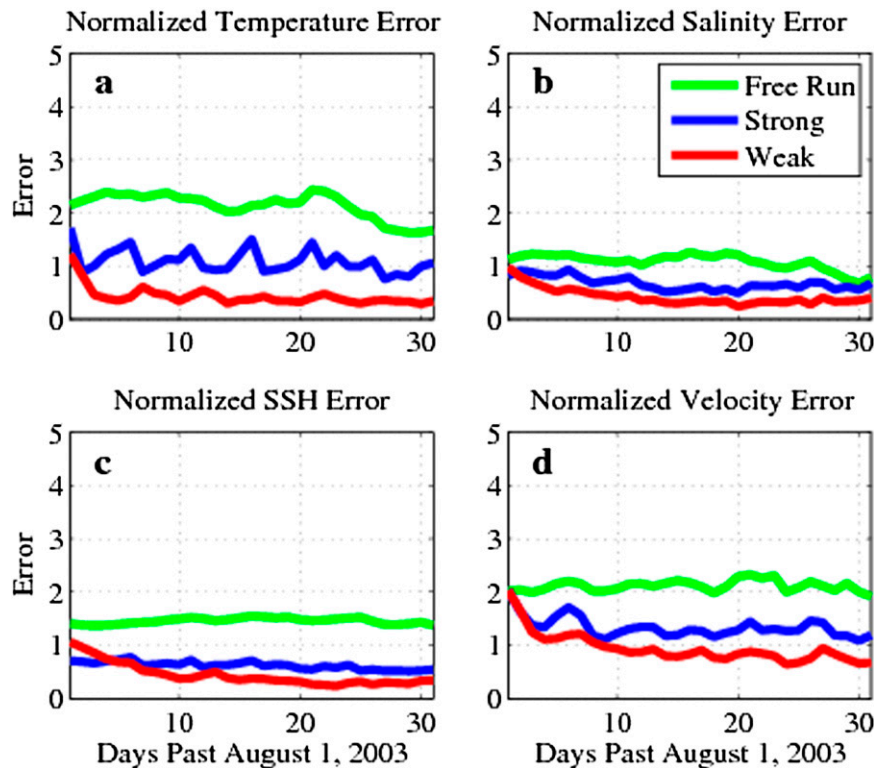 Normalized Temperature Error
5
4
3
2
1
0
Error
a
10
20
30
Normalized Salinity Error
5
4
3
2
1
0
b
Free Run
Strong
Weak
10
20
30
Normalized SSH Error
5
4
3
2
1
0
Error
c
10
20
30
Days Past August 1, 2003
Normalized Velocity Error
5
4
3
2
1
0
d
10
20
30
Days Past August 1, 2003